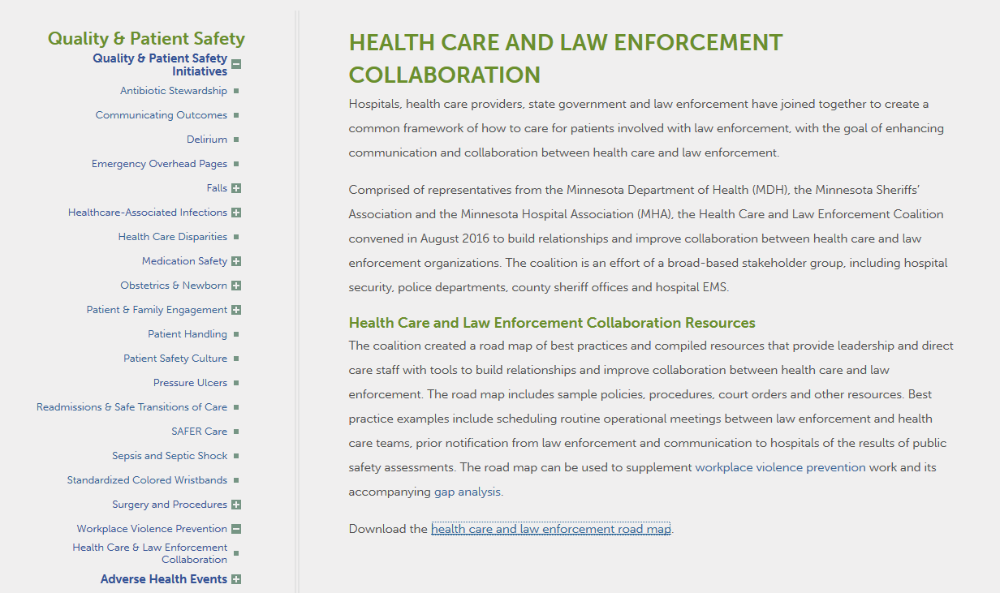 Quality & Patient Safety
Quality & Patient Safety
Initiatives
Antibiotic Stewardship
Communicating Outcomes
Delirium
Emergency Overhead Pages
Falls
Healthcare-Associated Infections
Health Care Disparities
Medication Safety
Obstetrics & Newborn
Patient & Family Engagement
Patient Handling
Patient Safety Culture
Pressure Ulcers
Readmissions & Safe Transitions of Care
SAFER Care
Sepsis and Septic Shock
Standardized Colored Wristbands
Surgery and Procedures
Workplace Violence Prevention
Health Care & Law Enforcement
Collaboration
Adverse Health Events
HEALTH CARE AND LAW ENFORCEMENT
COLLABORATION
Hospitals, health care providers, state government and law enforcement have joined together to create a
common framework of how to care for patients involved with law enforcement, with the goal of enhancing
communication and collaboration between health care and law enforcement.
Comprised of representatives from the Minnesota Department of Health (MDH), the Minnesota Sheriffs’
Association and the Minnesota Hospital Association (MHA), the Health Care and Law Enforcement Coalition
convened in August 2016 to build relationships and improve collaboration between health care and law
enforcement organizations. The coalition is an effort of a broad-based stakeholder group, including hospital
security, police departments, county sheriff offices and hospital EMS.
Health Care and Law Enforcement Collaboration Resources
The coalition created a road map of best practices and compiled resources that provide leadership and direct
care staff with tools to build relationships and improve collaboration between health care and law
enforcement. The road map includes sample policies, procedures, court orders and other resources. Best
practice examples include scheduling routine operational meetings between law enforcement and health
care teams, prior notification from law enforcement and communication to hospitals of the results of public
safety assessments. The road map can be used to supplement workplace violence prevention work and its
accompanying gap analysis.
Download the health care and law enforcement road map.